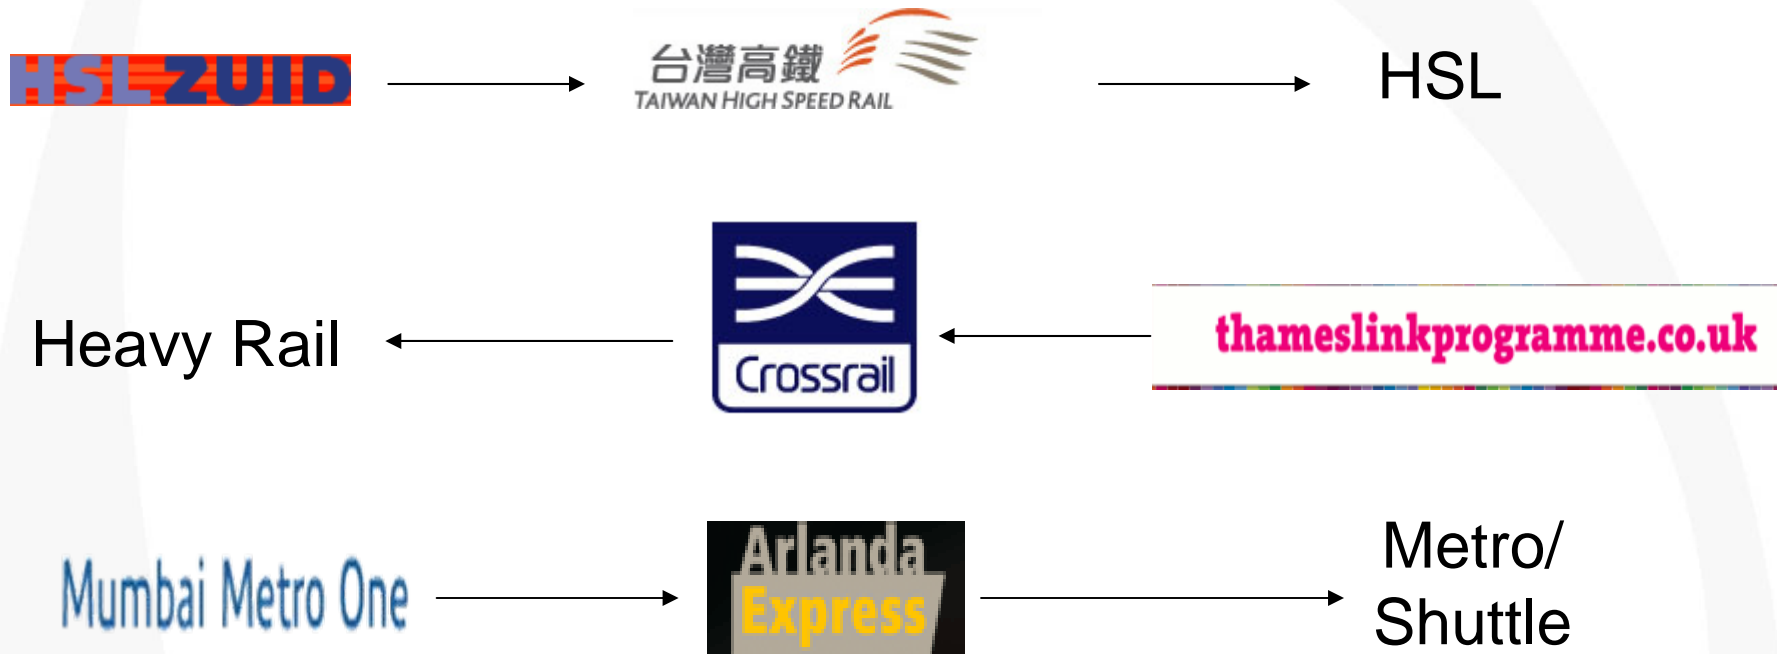 HSL ZUID
台灣高鐵
TAIWAN HIGH SPEED RAIL
HSL
Heavy Rail
Crossrail
thameslinkprogramme.co.uk
Mumbai Metro One
Arlanda
Express
Metro/
Shuttle